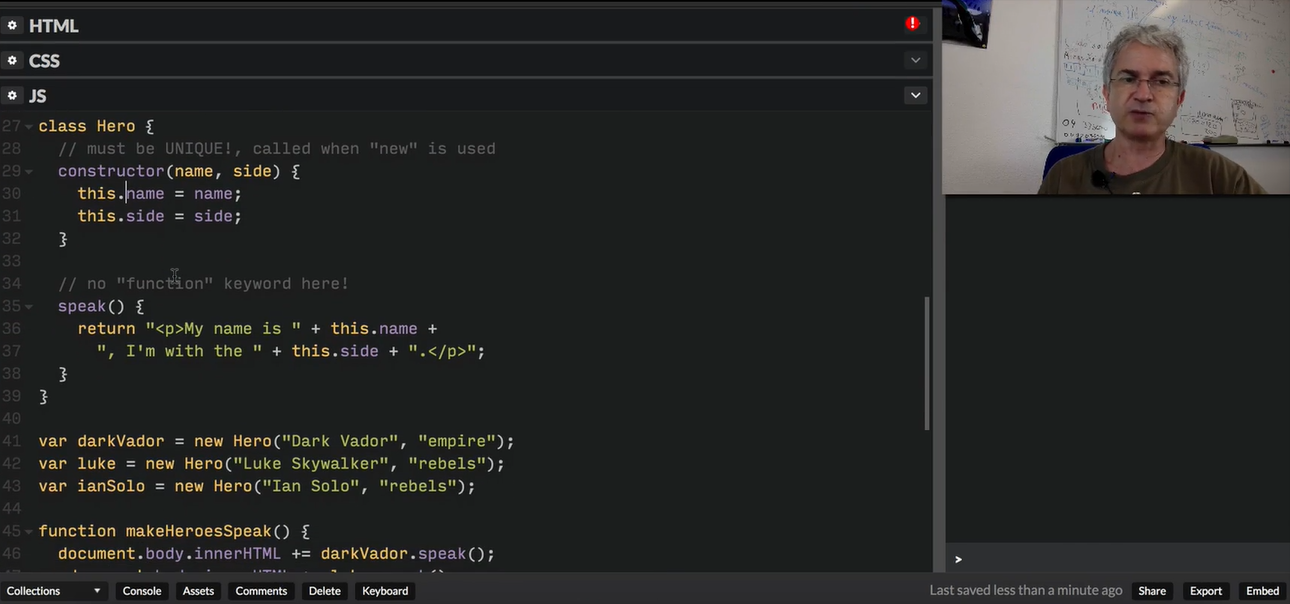 HTML
CSS
JS
27 class Hero {
28 // must be UNIQUE!, called when "new" is used
29 constructor(name, side) {
30 this.name = name;
31 this.side = side;
32 }
33
34 // no "function" keyword here!
35 speak() {
36 return "<p>My name is " + this.name +
37 ", I'm with the " + this.side + ".</p>";
38 }
39 }
40
41 var darkVador = new Hero("Dark Vador", "empire");
42 var luke = new Hero("Luke Skywalker", "rebels");
43 var ianSolo = new Hero("Ian Solo", "rebels");
44
45 function makeHeroesSpeak() {
46 document.body.innerHTML += darkVador.speak();
>
Collections Console Assets Comments Delete Keyboard Last saved less than a minute ago Share Export Embed